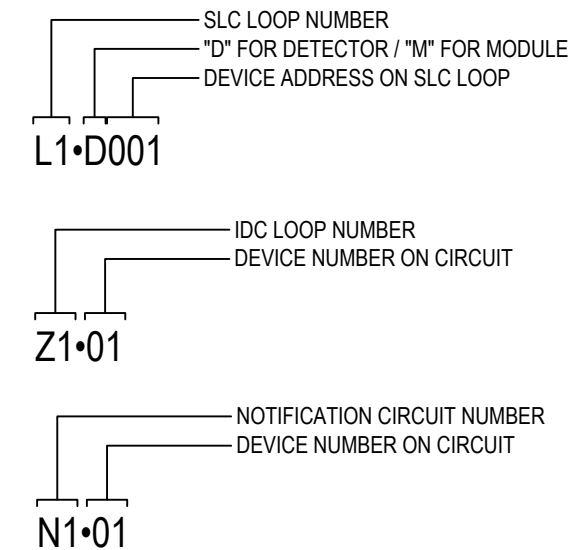 SLC LOOP NUMBER
"D" FOR DETECTOR / "M" FOR MODULE
DEVICE ADDRESS ON SLC LOOP
L1•D001
IDC LOOP NUMBER
DEVICE NUMBER ON CIRCUIT
Z1•01
NOTIFICATION CIRCUIT NUMBER
DEVICE NUMBER ON CIRCUIT
N1•01